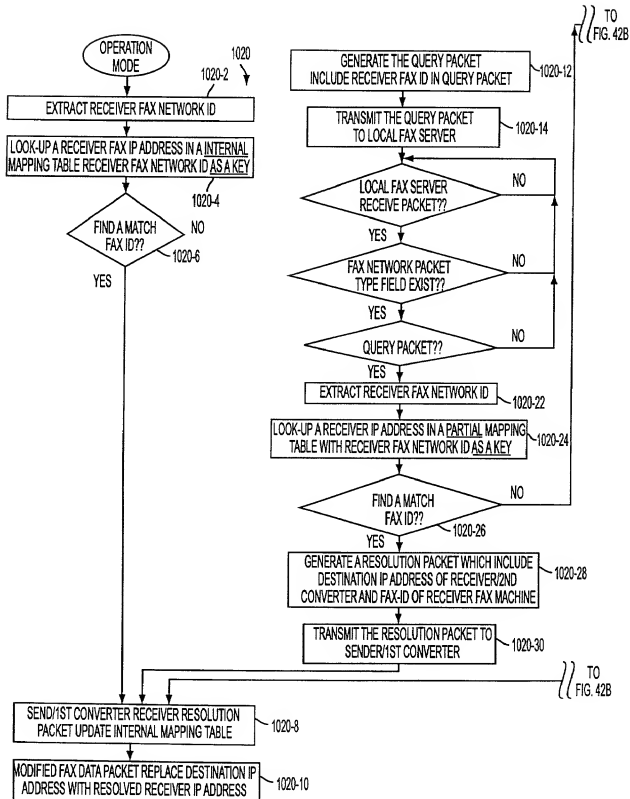 OPERATION
MODE
1020
1020-2
EXTRACT RECEIVER FAX NETWORK ID
LOOK-UP A RECEIVER FAX IP ADDRESS IN A INTERNAL
MAPPING TABLE RECEIVER FAX NETWORK ID AS A KEY
1020-4
FIND A MATCH
FAX ID??
NO
1020-6
YES
TO
FIG. 42B
GENERATE THE QUERY PACKET
INCLUDE RECEIVER FAX ID IN QUERY PACKET
1020-12
TRANSMIT THE QUERY PACKET
TO LOCAL FAX SERVER
1020-14
LOCAL FAX SERVER
RECEIVE PACKET??
NO
YES
FAX NETWORK PACKET
TYPE FIELD EXIST??
NO
YES
QUERY PACKET??
NO
YES
EXTRACT RECEIVER FAX NETWORK ID
1020-22
LOOK-UP A RECEIVER IP ADDRESS IN A PARTIAL MAPPING
TABLE WITH RECEIVER FAX NETWORK ID AS A KEY
1020-24
FIND A MATCH
FAX ID??
NO
1020-26
YES
GENERATE A RESOLUTION PACKET WHICH INCLUDE
DESTINATION IP ADDRESS OF RECEIVER/2ND
CONVERTER AND FAX-ID OF RECEIVER FAX MACHINE
1020-28
TRANSMIT THE RESOLUTION PACKET TO
SENDER/1ST CONVERTER
1020-30
TO
FIG. 42B
SEND/1ST CONVERTER RECEIVER RESOLUTION
PACKET UPDATE INTERNAL MAPPING TABLE
1020-8
MODIFIED FAX DATA PACKET REPLACE DESTINATION IP
ADDRESS WITH RESOLVED RECEIVER IP ADDRESS
1020-10